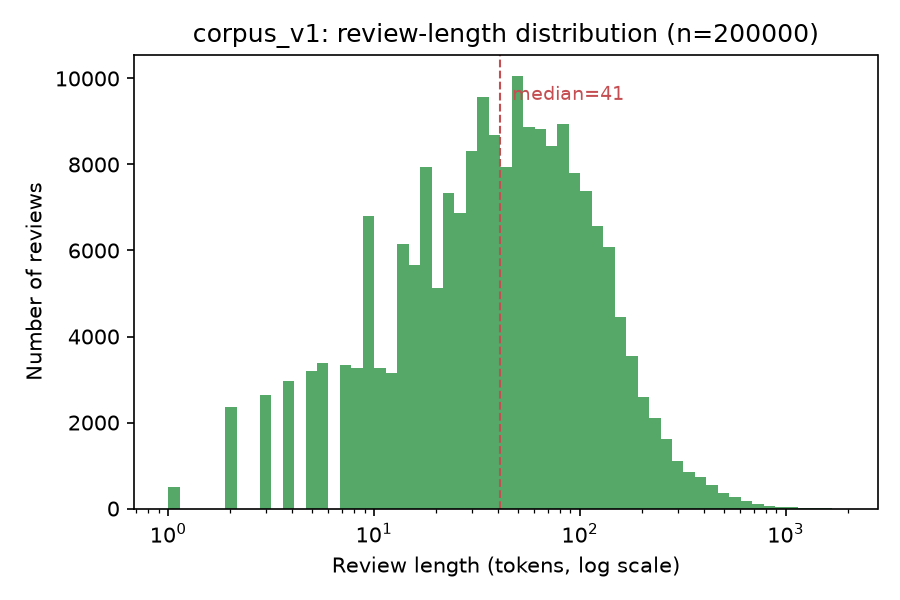 corpus_v1: review-length distribution (n=200000)
10000
median=41
8000
6000
4000
2000
0
Number of reviews
10⁰
10¹
10²
10³
Review length (tokens, log scale)